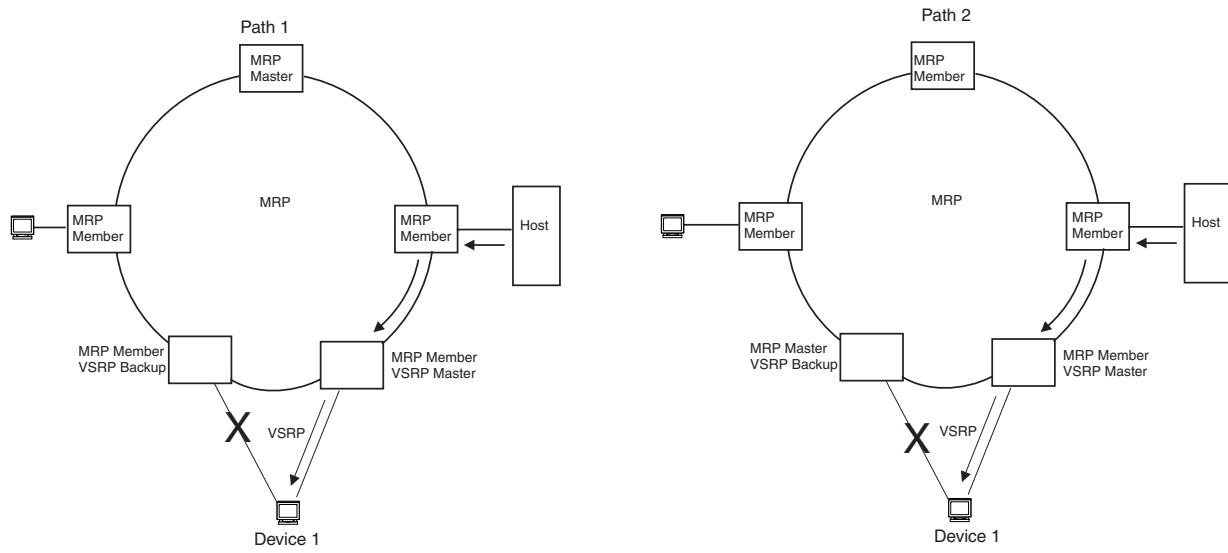 Path 1
MRP
Master
MRP
MRP
Member
MRP
Member
Host
MRP Member
VSRP Backup
MRP Member
VSRP Master
X
VSRP
Device 1
Path 2
MRP
Member
MRP
MRP
Member
MRP
Member
Host
MRP Master
VSRP Backup
MRP Member
VSRP Master
X
VSRP
Device 1